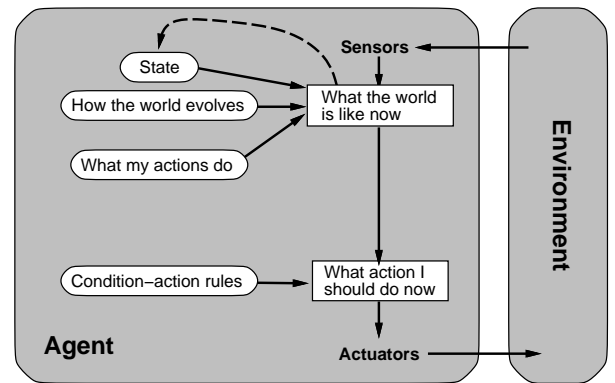 Sensors
State
How the world evolves
What my actions do
What the world
is like now
Environment
Condition−action rules
What action I
should do now
Agent
Actuators